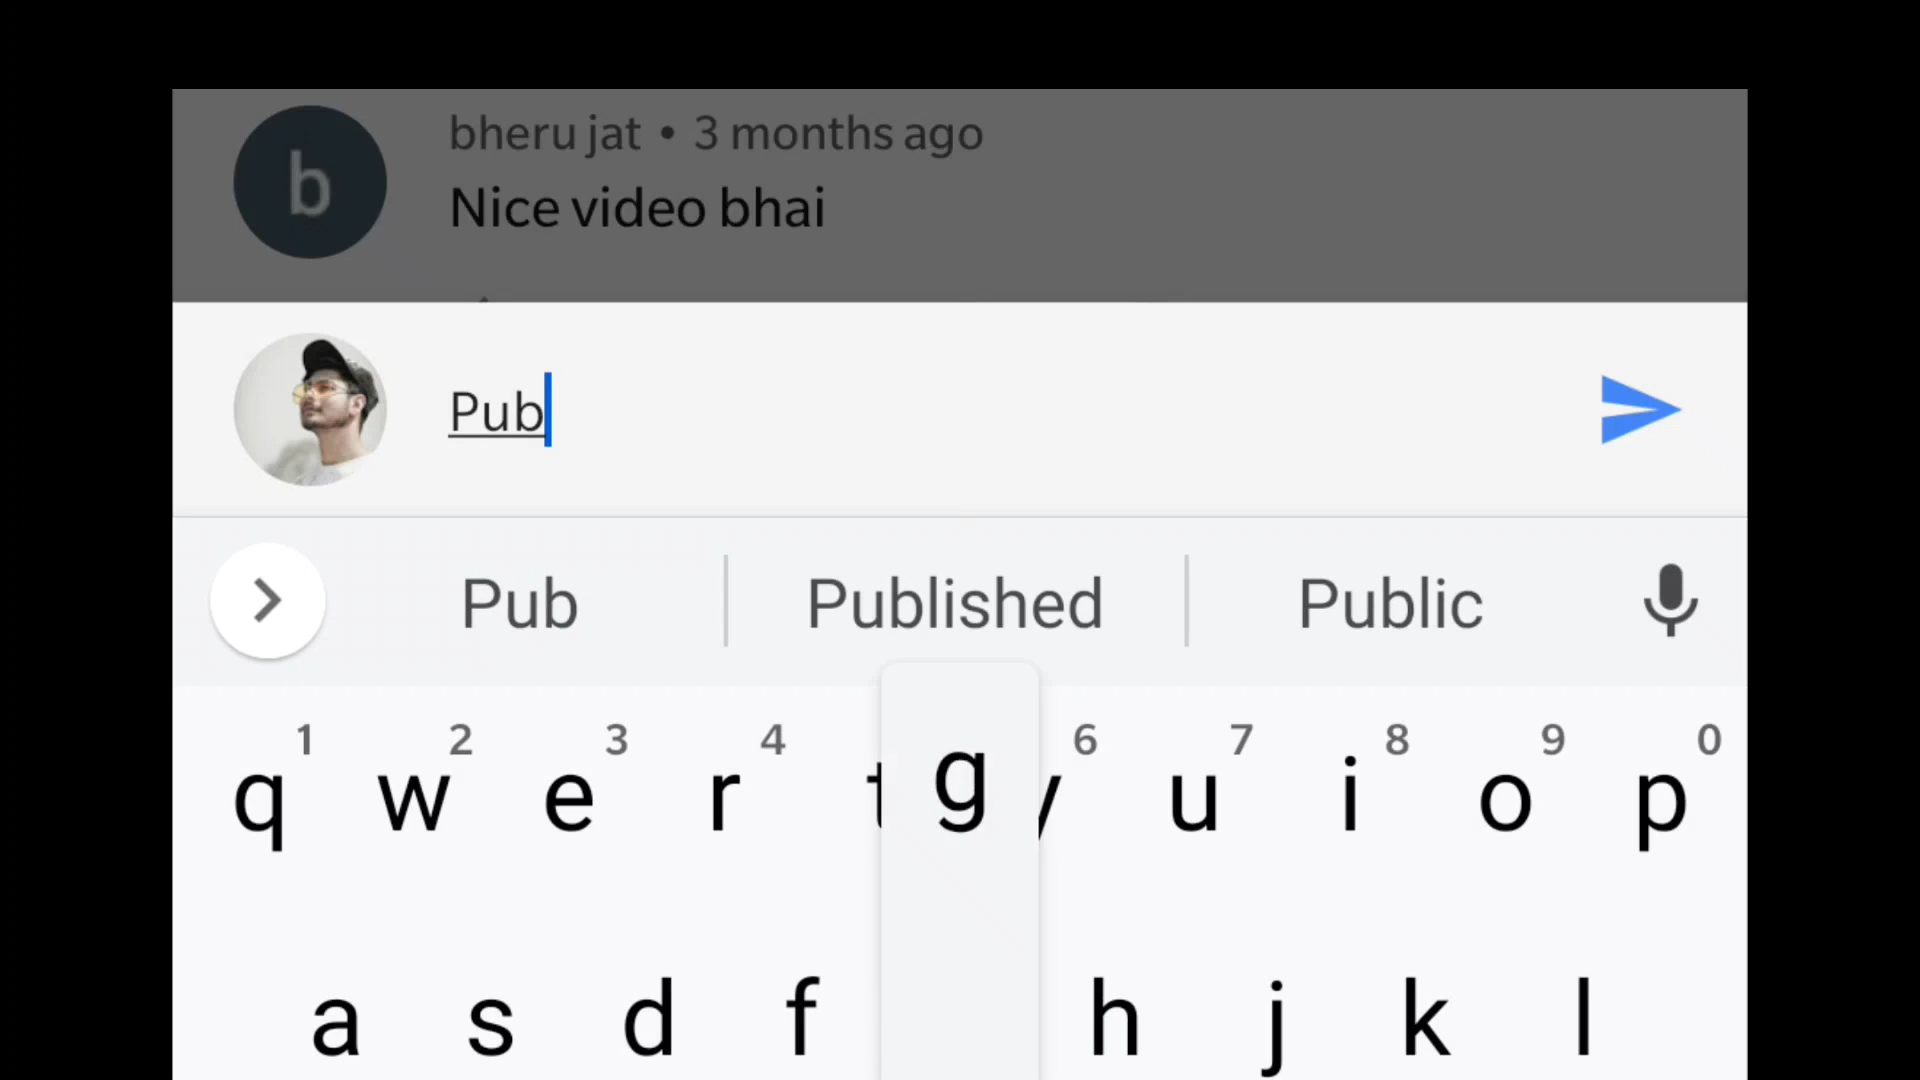 b
bheru jat • 3 months ago
Nice video bhai
Pub
Pub
Published
Public
1 2 3 4 6 7 8 9 0
q w e r t g y u i o p
a s d f h j k l